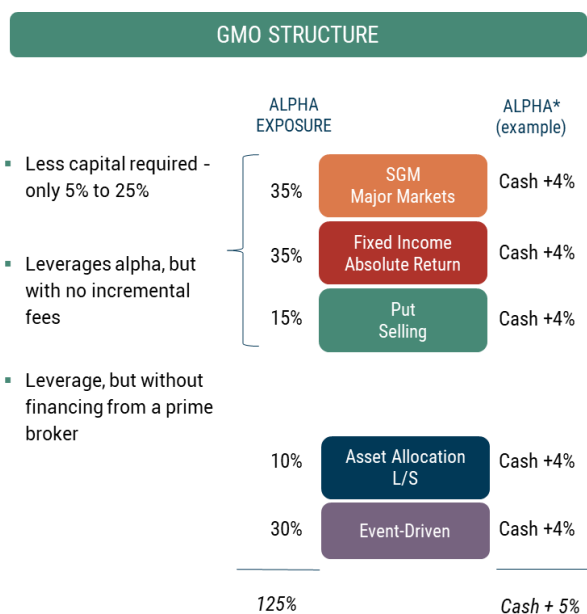 GMO STRUCTURE
ALPHA
EXPOSURE
ALPHA*
(example)
▪ Less capital required -
only 5% to 25%
▪ Leverages alpha, but
with no incremental
fees
▪ Leverage, but without
financing from a prime
broker
35%
SGM
Major Markets
Cash +4%
35%
Fixed Income
Absolute Return
Cash +4%
15%
Put
Selling
Cash +4%
10%
Asset Allocation
L/S
Cash +4%
30%
Event-Driven
Cash +4%
125%
Cash + 5%